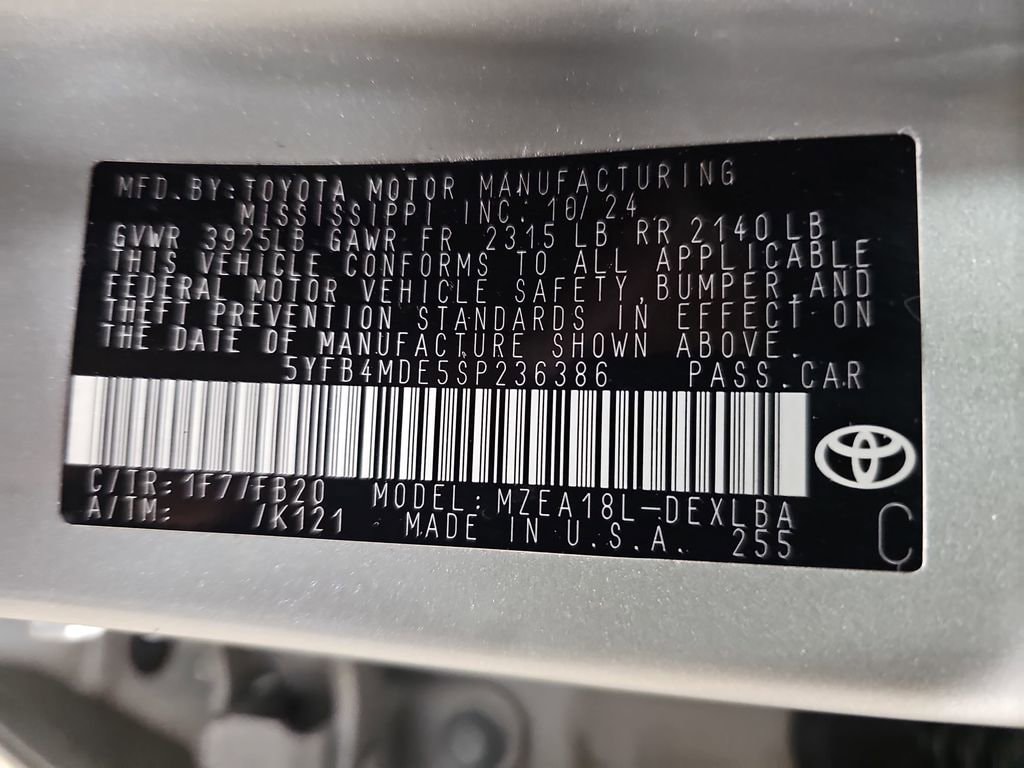 MFD. BY: TOYOTA MOTOR MANUFACTURING
MISSISSIPPI INC. 10/24
GVWR 3925LB GAWR FR 2315 LB RR 2140 LB
THIS VEHICLE CONFORMS TO ALL APPLICABLE
FEDERAL MOTOR VEHICLE SAFETY, BUMPER, AND
THEFT PREVENTION STANDARDS IN EFFECT ON
THE DATE OF MANUFACTURE SHOWN ABOVE.
5YFB4MDE5SP236386 PASS. CAR
C/TR: 1F7/FB20 MODEL: MZEA18L-DEXLBA
A/TM: /K121 MADE IN U.S.A. 255
C